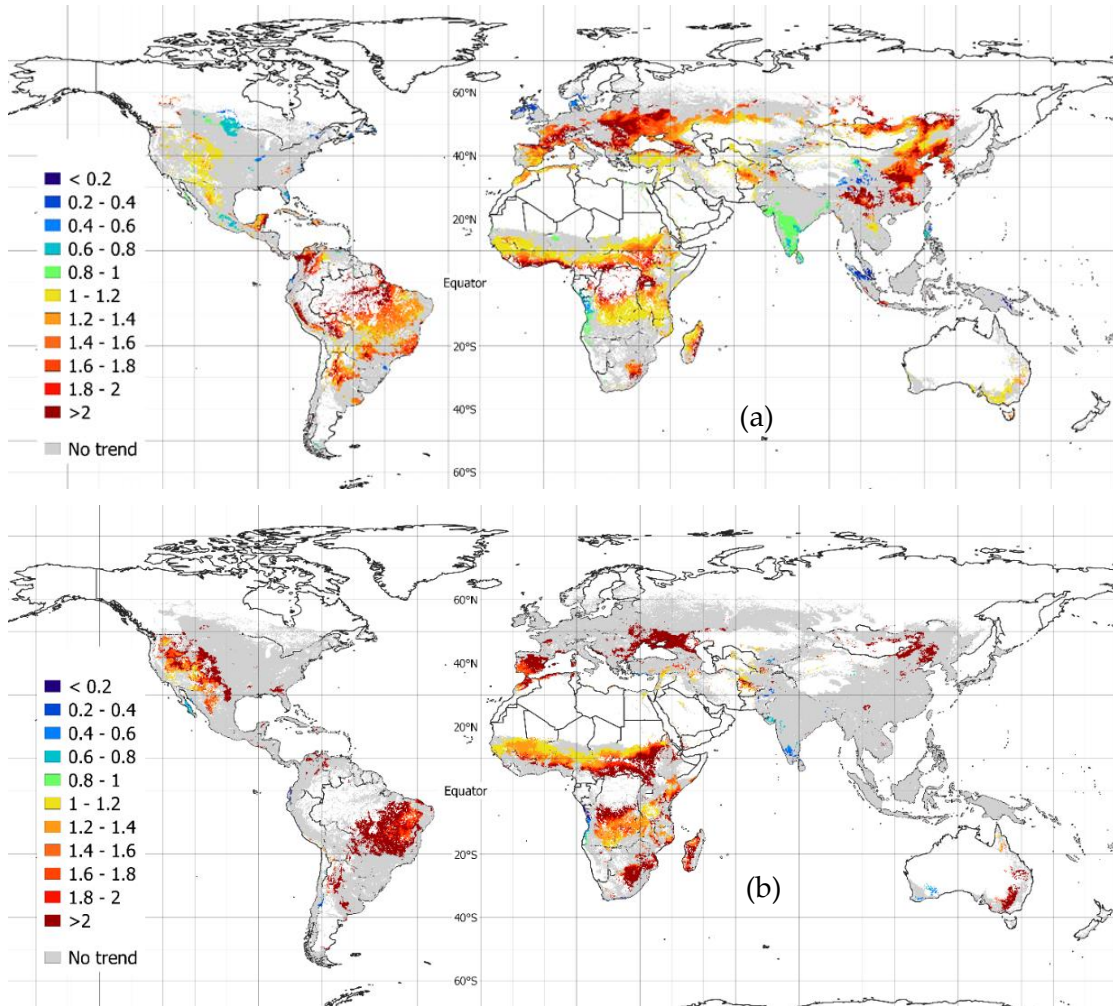 60°N
40°N
20°N
Equator
20°S
40°S
60°S
< 0.2
0.2 - 0.4
0.4 - 0.6
0.6 - 0.8
0.8 - 1
1 - 1.2
1.2 - 1.4
1.4 - 1.6
1.6 - 1.8
1.8 - 2
>2
No trend
(a)
60°N
40°N
20°N
Equator
20°S
40°S
60°S
< 0.2
0.2 - 0.4
0.4 - 0.6
0.6 - 0.8
0.8 - 1
1 - 1.2
1.2 - 1.4
1.4 - 1.6
1.6 - 1.8
1.8 - 2
>2
No trend
(b)